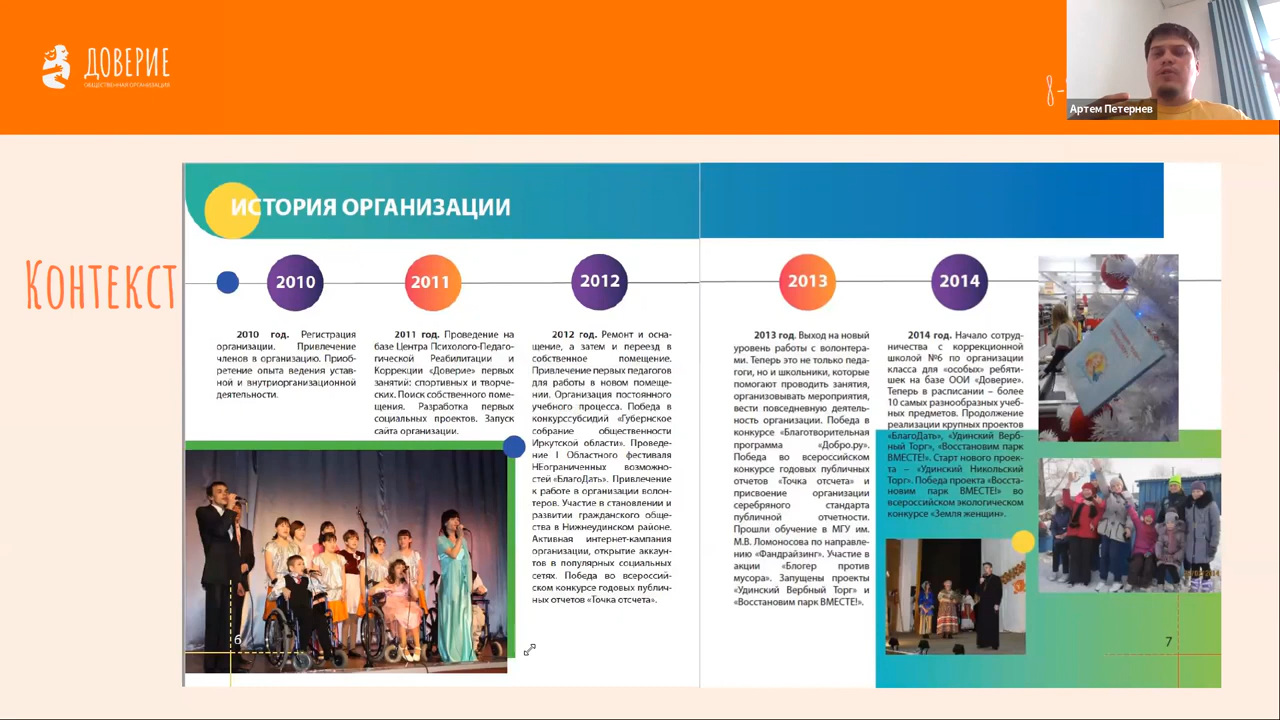 ДОВЕРИЕ
ОБЩЕСТВЕННАЯ ОРГАНИЗАЦИЯ
Артем Петернев
Контекст
ИСТОРИЯ ОРГАНИЗАЦИИ
2010
2011
2012
2013
2014
2010 год. Регистрация
организации. Привлечение
членов в организацию. Приоб-
ретение опыта ведения устав-
ной и внутриорганизационной
деятельности.
2011 год. Проведение на
базе Центра Психолого-Педаго-
гической Реабилитации и
Коррекции «Доверие» первых
занятий: спортивных и творче-
ских. Поиск собственного поме-
щения. Разработка первых
социальных проектов. Запуск
сайта организации.
2012 год. Ремонт и осна-
щение, а затем и переезд в
собственное помещение.
Привлечение первых педагогов
для работы в новом помеще-
нии. Организация постоянного
учебного процесса. Победа в
конкурссубсидий «Губернское
собрание общественности
Иркутской области». Проведе-
ние I Областного фестиваля
НЕограниченных возможно-
стей «БлагоДать». Привлечение
к работе в организации волон-
теров. Участие в становлении и
развитии гражданского обще-
ства в Нижнеудинском районе.
Активная интернет-кампания
организации, открытие аккаун-
тов в популярных социальных
сетях. Победа во всероссий-
ском конкурсе годовых публич-
ных отчетов «Точка отсчета».
2013 год. Выход на новый
уровень работы с волонтера-
ми. Теперь это не только педа-
гоги, но и школьники, которые
помогают проводить занятия,
организовывать мероприятия,
вести повседневную деятель-
ность организации. Победа в
конкурсе «Благотворительная
программа «Добро.ру».
Победа во всероссийском
конкурсе годовых публичных
отчетов «Точка отсчета» и
присвоение организации
серебряного стандарта
публичной отчетности.
Прошли обучение в МГУ им.
М.В. Ломоносова по направле-
нию «Фандрайзинг». Участие в
акции «Блогер против
мусора». Запущены проекты
«Удинский Вербный Торг» и
«Восстановим парк ВМЕСТЕ!».
2014 год. Начало сотруд-
ничества с коррекционной
школой №6 по организации
класса для «особых» ребяти-
шек на базе ООИ «Доверие».
Теперь в расписании – более
10 самых разнообразных учеб-
ных предметов. Продолжение
реализации крупных проектов
«БлагоДать», «Удинский Верб-
ный Торг», «Восстановим парк
ВМЕСТЕ!». Старт нового проек-
та – «Удинский Никольский
Торг». Победа проекта «Восста-
новим парк ВМЕСТЕ!» во
всероссийском экологическом
конкурсе «Земля женщин».
6
7